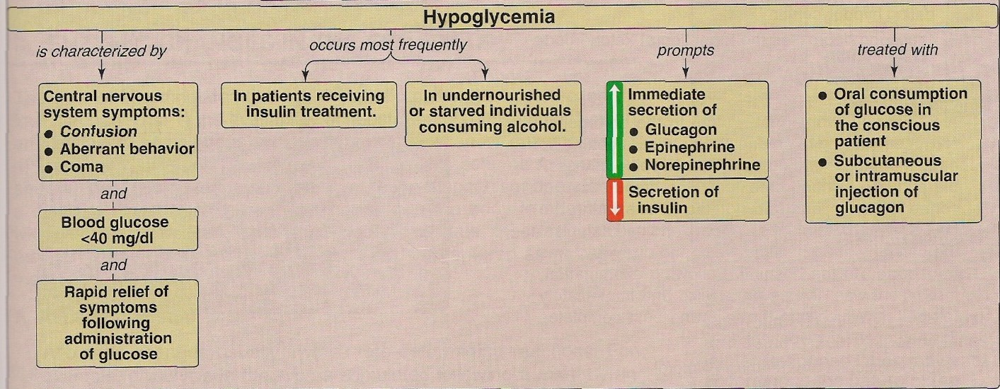 Hypoglycemia
is characterized by
Central nervous
system symptoms:
● Confusion
● Aberrant behavior
● Coma
and
Blood glucose
<40 mg/dl
and
Rapid relief of
symptoms
following
administration
of glucose
occurs most frequently
In patients receiving
insulin treatment.
In undernourished
or starved individuals
consuming alcohol.
prompts
Immediate
secretion of
● Glucagon
● Epinephrine
● Norepinephrine
Secretion of
insulin
treated with
● Oral consumption
of glucose in
the conscious
patient
● Subcutaneous
or intramuscular
injection of
glucagon